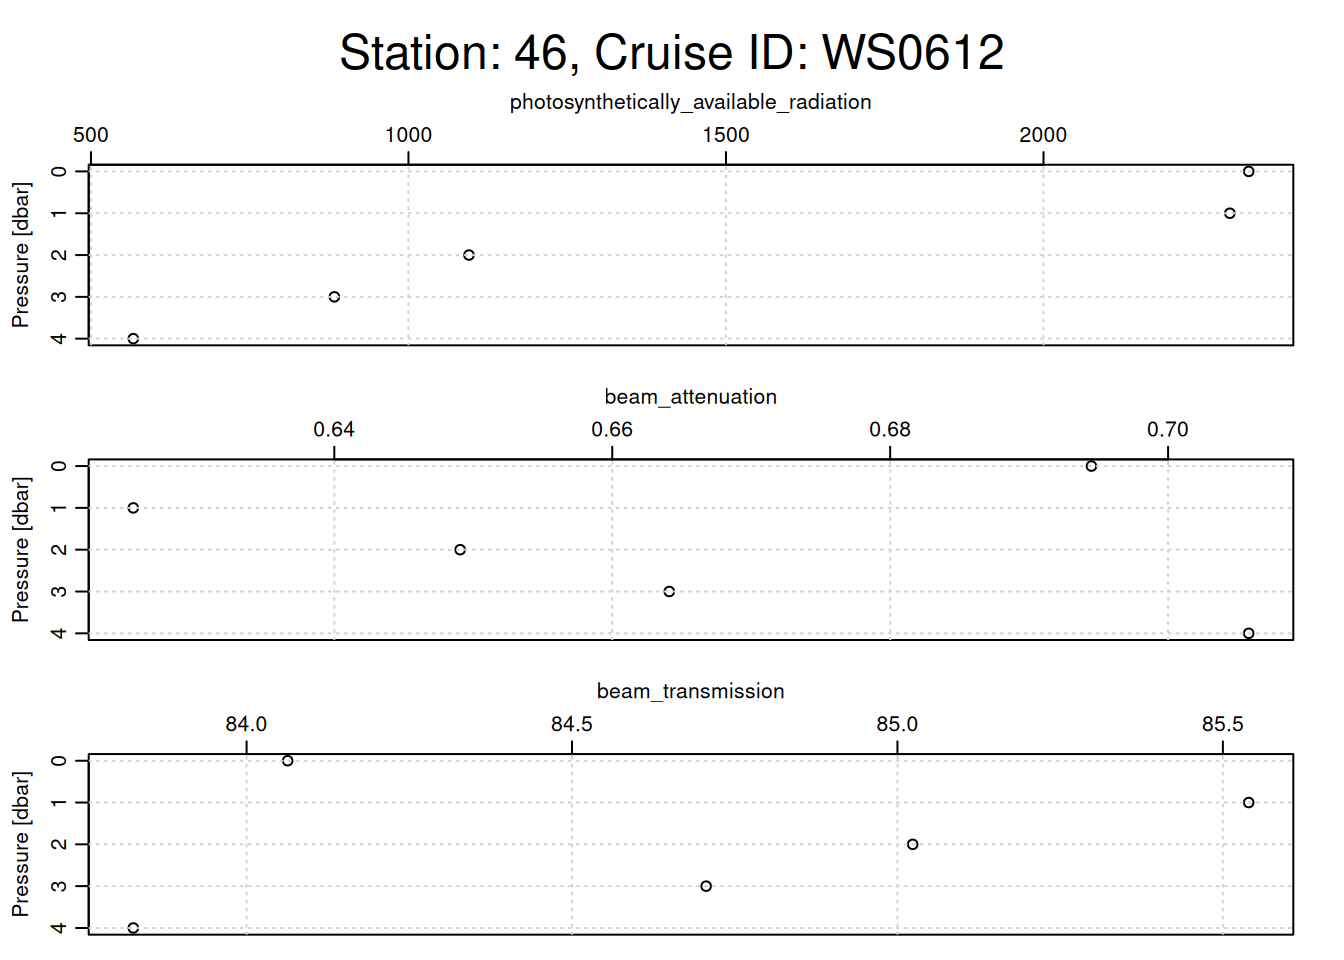 Station: 46, Cruise ID: WS0612
photosynthetically_available_radiation
500 1000 1500 2000
Pressure [dbar]
0
1
2
3
4
beam_attenuation
0.64 0.66 0.68 0.70
Pressure [dbar]
0
1
2
3
4
beam_transmission
84.0 84.5 85.0 85.5
Pressure [dbar]
0
1
2
3
4